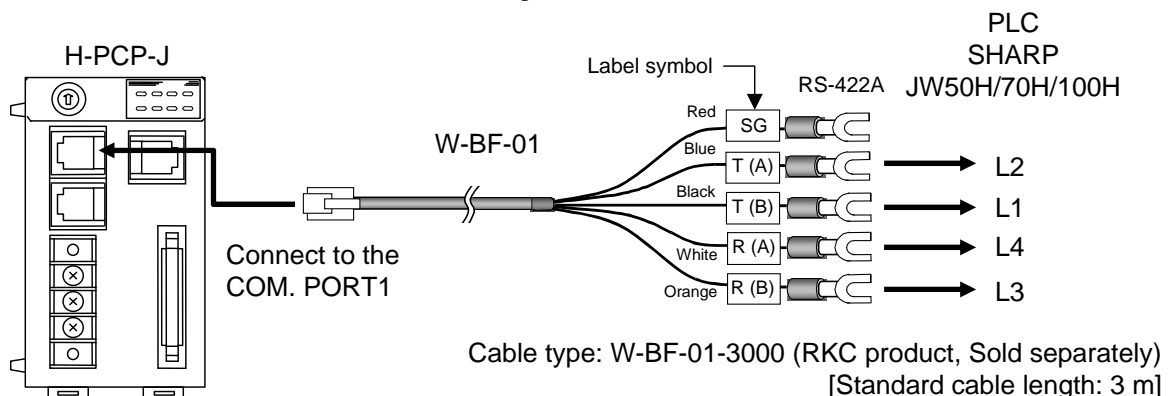 PLC
SHARP
JW50H/70H/100H
H-PCP-J
Label symbol
RS-422A
W-BF-01
Red
SG
Blue
T (A)
L2
Black
T (B)
L1
White
R (A)
L4
Orange
R (B)
L3
Connect to the
COM. PORT1
Cable type: W-BF-01-3000 (RKC product, Sold separately)
[Standard cable length: 3 m]